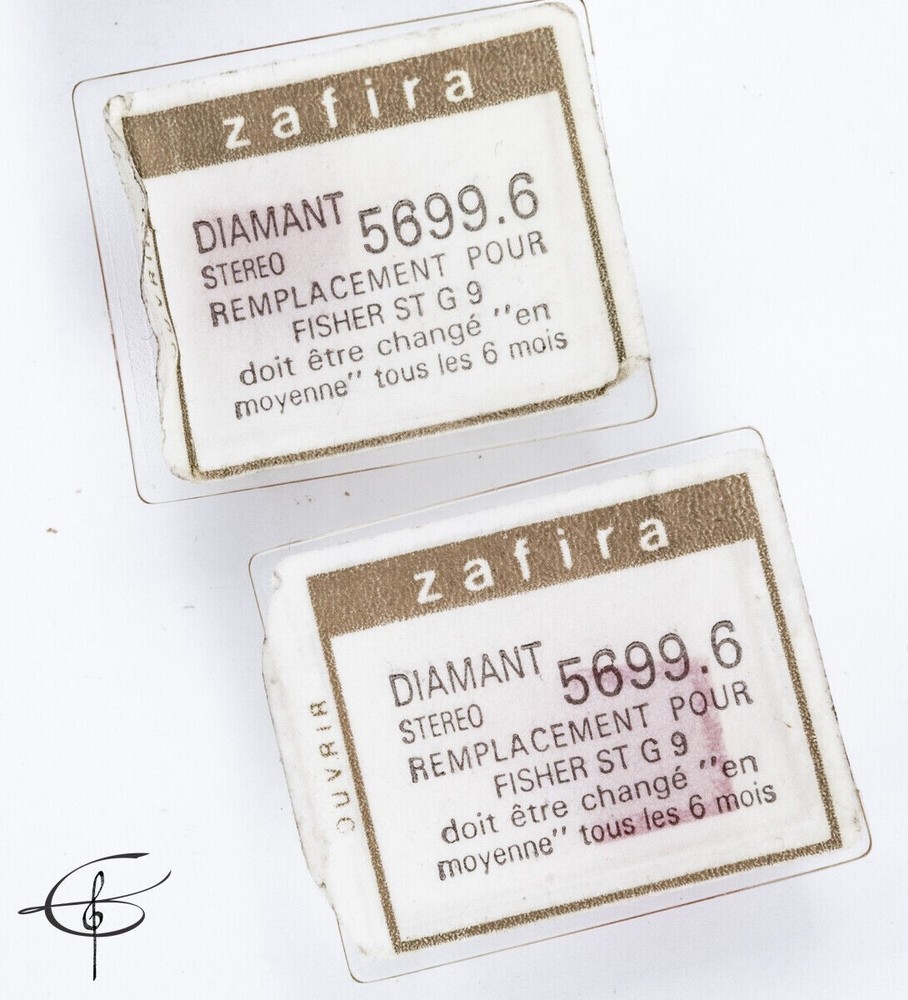 zafira
DIAMANT 5699.6
STEREO
REMPLACEMENT POUR
FISHER ST G 9
doit être changé "en
moyenne" tous les 6 mois
zafira
OUVRIR
DIAMANT 5699.6
STEREO
REMPLACEMENT POUR
FISHER ST G 9
doit être changé "en
moyenne" tous les 6 mois